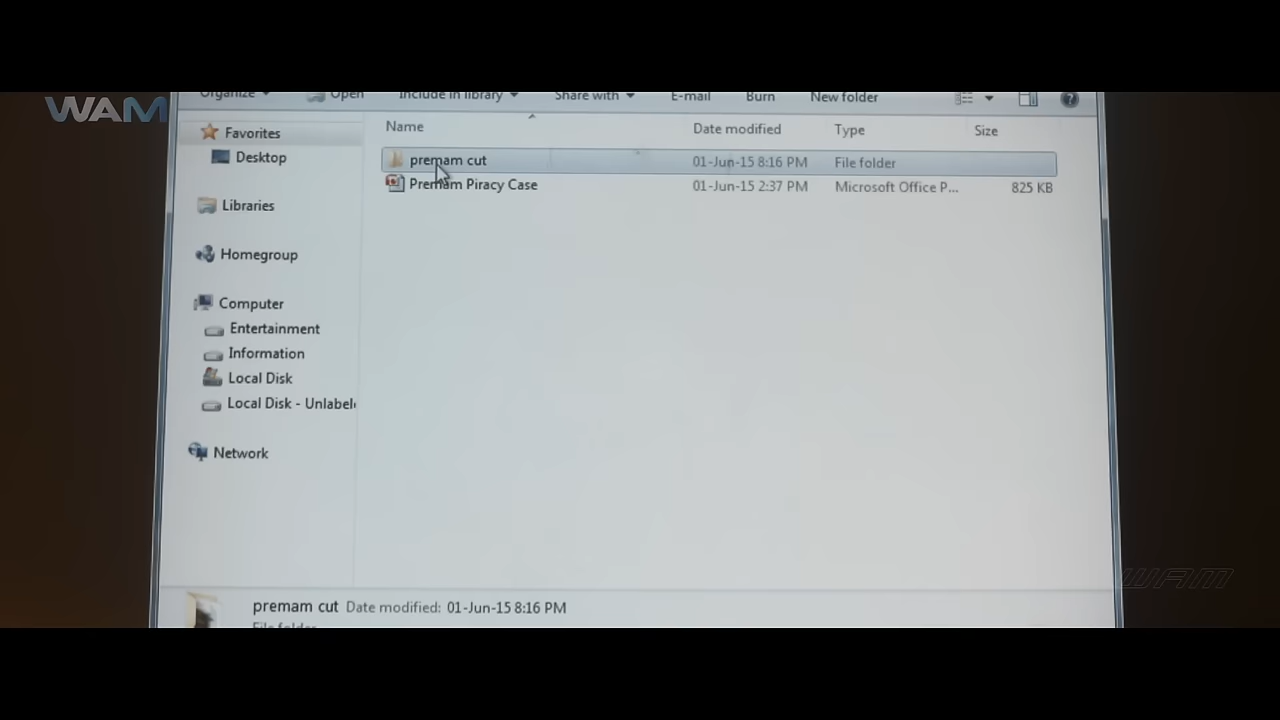 WAM
Organize Open Include in library Share with E-mail Burn New folder
Name Date modified Type Size
Favorites
premam cut 01-Jun-15 8:16 PM File folder
Desktop
Premam Piracy Case 01-Jun-15 2:37 PM Microsoft Office P... 825 KB
Libraries
Homegroup
Computer
Entertainment
Information
Local Disk
Local Disk - Unlabel
Network
WAM
premam cut Date modified: 01-Jun-15 8:16 PM
File folder